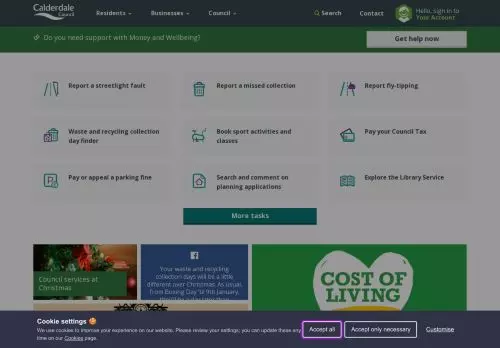 Calderdale
Council
Residents
Businesses
Council
Search
Contact
Hello, sign in to
Your Account
Do you need support with Money and Wellbeing?
Get help now
Report a streetlight fault
Report a missed collection
Report fly-tipping
Waste and recycling collection
day finder
Book sport activities and
classes
Pay your Council Tax
Pay or appeal a parking fine
Search and comment on
planning applications
Explore the Library Service
More tasks
Council services at
Christmas
Your waste and recycling
collection days will be a little
different over Christmas. As usual,
from Boxing Day 'til 9th January,
COST OF
LIVING
Cookie settings 🍪
We use cookies to improve your experience on our website. Please review your settings; you can update these any
time on our Cookies page.
Accept all
Accept only necessary
Customise